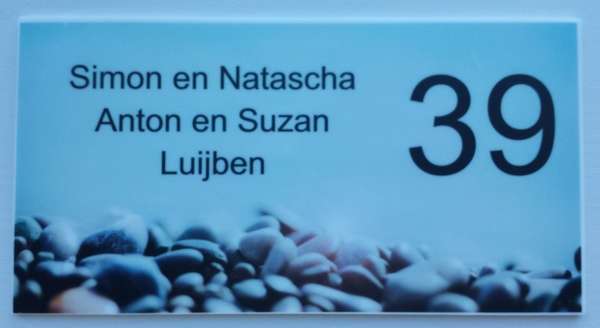 Simon en Natascha
Anton en Suzan
Luijben
39